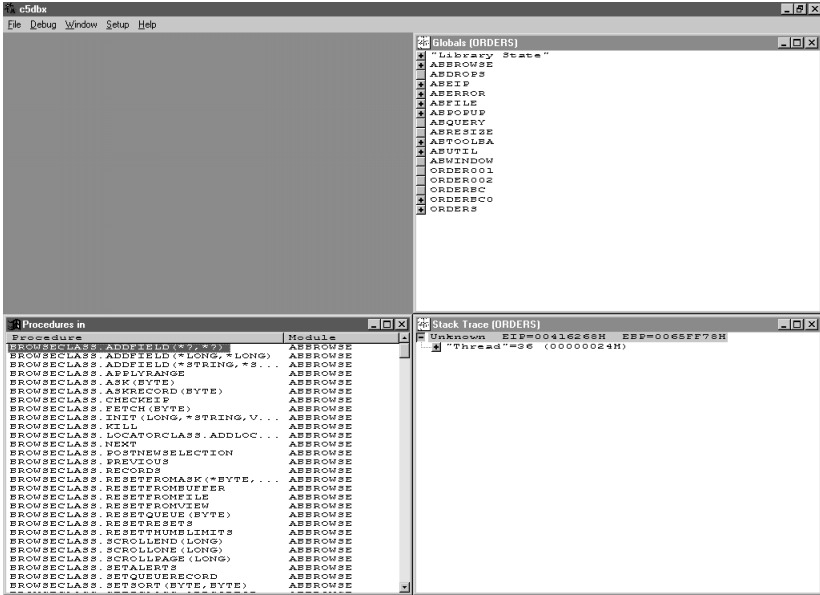 c5dbx
File Debug Window Setup Help
Globals (ORDERS)
"Library State"
ABBROWSE
ABDROPS
ABEIP
ABERROR
ABFILE
ABPOPUP
ABQUERY
ABRESIZE
ABTOOLBA
ABUTIL
ABWINDOW
ORDER001
ORDER002
ORDERBC
ORDERBC0
ORDERS
Procedures in
Procedure Module
BROWSECLASS.ADDFIELD(*?,*?) ABBROWSE
BROWSECLASS.ADDFIELD(*LONG,*LONG) ABBROWSE
BROWSECLASS.ADDFIELD(*STRING,*S... ABBROWSE
BROWSECLASS.APPLYRANGE ABBROWSE
BROWSECLASS.ASK(BYTE) ABBROWSE
BROWSECLASS.ASKRECORD(BYTE) ABBROWSE
BROWSECLASS.CHECKEIP ABBROWSE
BROWSECLASS.FETCH(BYTE) ABBROWSE
BROWSECLASS.INIT(LONG,*STRING,V... ABBROWSE
BROWSECLASS.KILL ABBROWSE
BROWSECLASS.LOCATORCLASS.ADDLOC... ABBROWSE
BROWSECLASS.NEXT ABBROWSE
BROWSECLASS.POSTNEWSELECTION ABBROWSE
BROWSECLASS.PREVIOUS ABBROWSE
BROWSECLASS.RECORDS ABBROWSE
BROWSECLASS.RESETFROMASK(*BYTE,... ABBROWSE
BROWSECLASS.RESETFROMBUFFER ABBROWSE
BROWSECLASS.RESETFROMFILE ABBROWSE
BROWSECLASS.RESETFROMVIEW ABBROWSE
BROWSECLASS.RESETQUEUE(BYTE) ABBROWSE
BROWSECLASS.RESETRESETS ABBROWSE
BROWSECLASS.RESETTHUMBLIMITS ABBROWSE
BROWSECLASS.SCROLLEND(LONG) ABBROWSE
BROWSECLASS.SCROLLONE(LONG) ABBROWSE
BROWSECLASS.SCROLLPAGE(LONG) ABBROWSE
BROWSECLASS.SETALERTS ABBROWSE
BROWSECLASS.SETQUEUERECORD ABBROWSE
BROWSECLASS.SETSORT(BYTE,BYTE) ABBROWSE
Stack Trace (ORDERS)
Unknown EIP=00416268H EBP=0065FF78H
"Thread"=36 (00000024H)